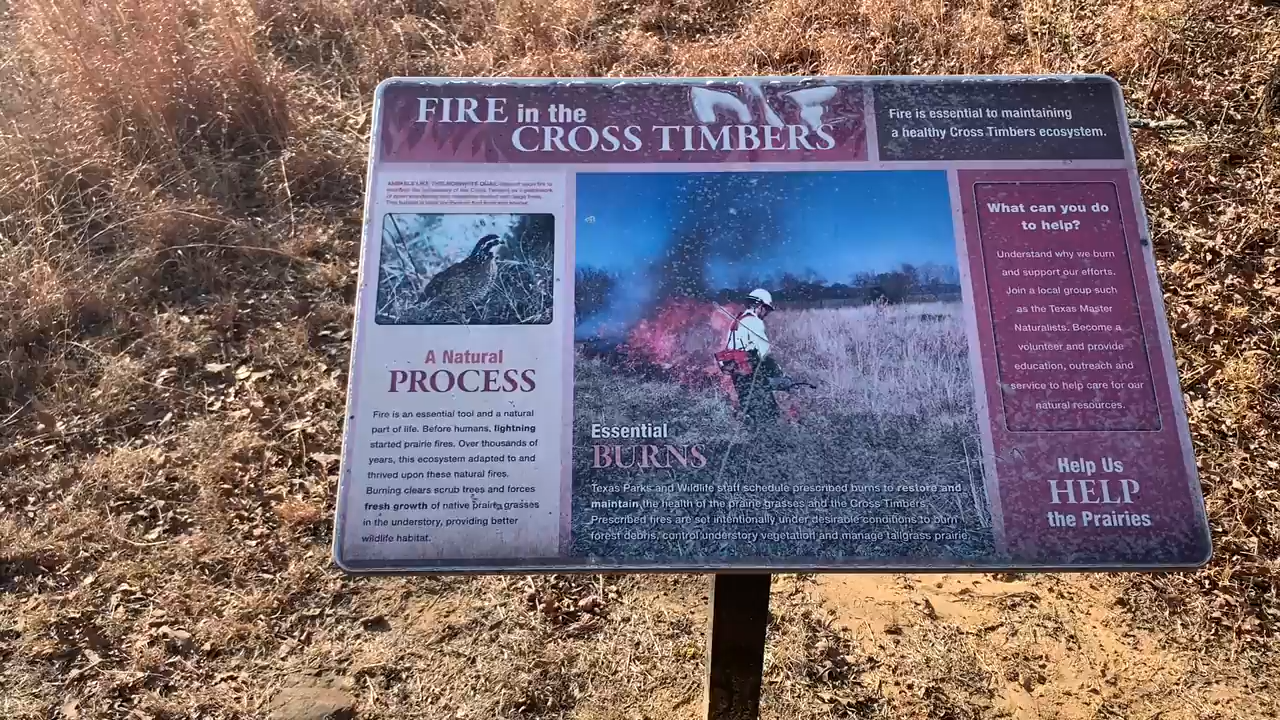 FIRE in the
CROSS TIMBERS
Fire is essential to maintaining
a healthy Cross Timbers ecosystem.
ANIMALS LIKE THIS BOBWHITE QUAIL
A Natural
PROCESS
Fire is an essential tool and a natural
part of life. Before humans, lightning
started prairie fires. Over thousands of
years, this ecosystem adapted to and
thrived upon these natural fires.
Burning clears scrub trees and forces
fresh growth of native prairie grasses
in the understory, providing better
wildlife habitat.
Essential
BURNS
Texas Parks and Wildlife staff schedule prescribed burns to restore and
maintain the health of the prairie grasses and the Cross Timbers.
Prescribed fires are set intentionally under desirable conditions to burn
forest debris, control understory vegetation and manage tallgrass prairie.
What can you do
to help?
Understand why we burn
and support our efforts.
Join a local group such
as the Texas Master
Naturalists. Become a
volunteer and provide
education, outreach and
service to help care for our
natural resources.
Help Us
HELP
the Prairies